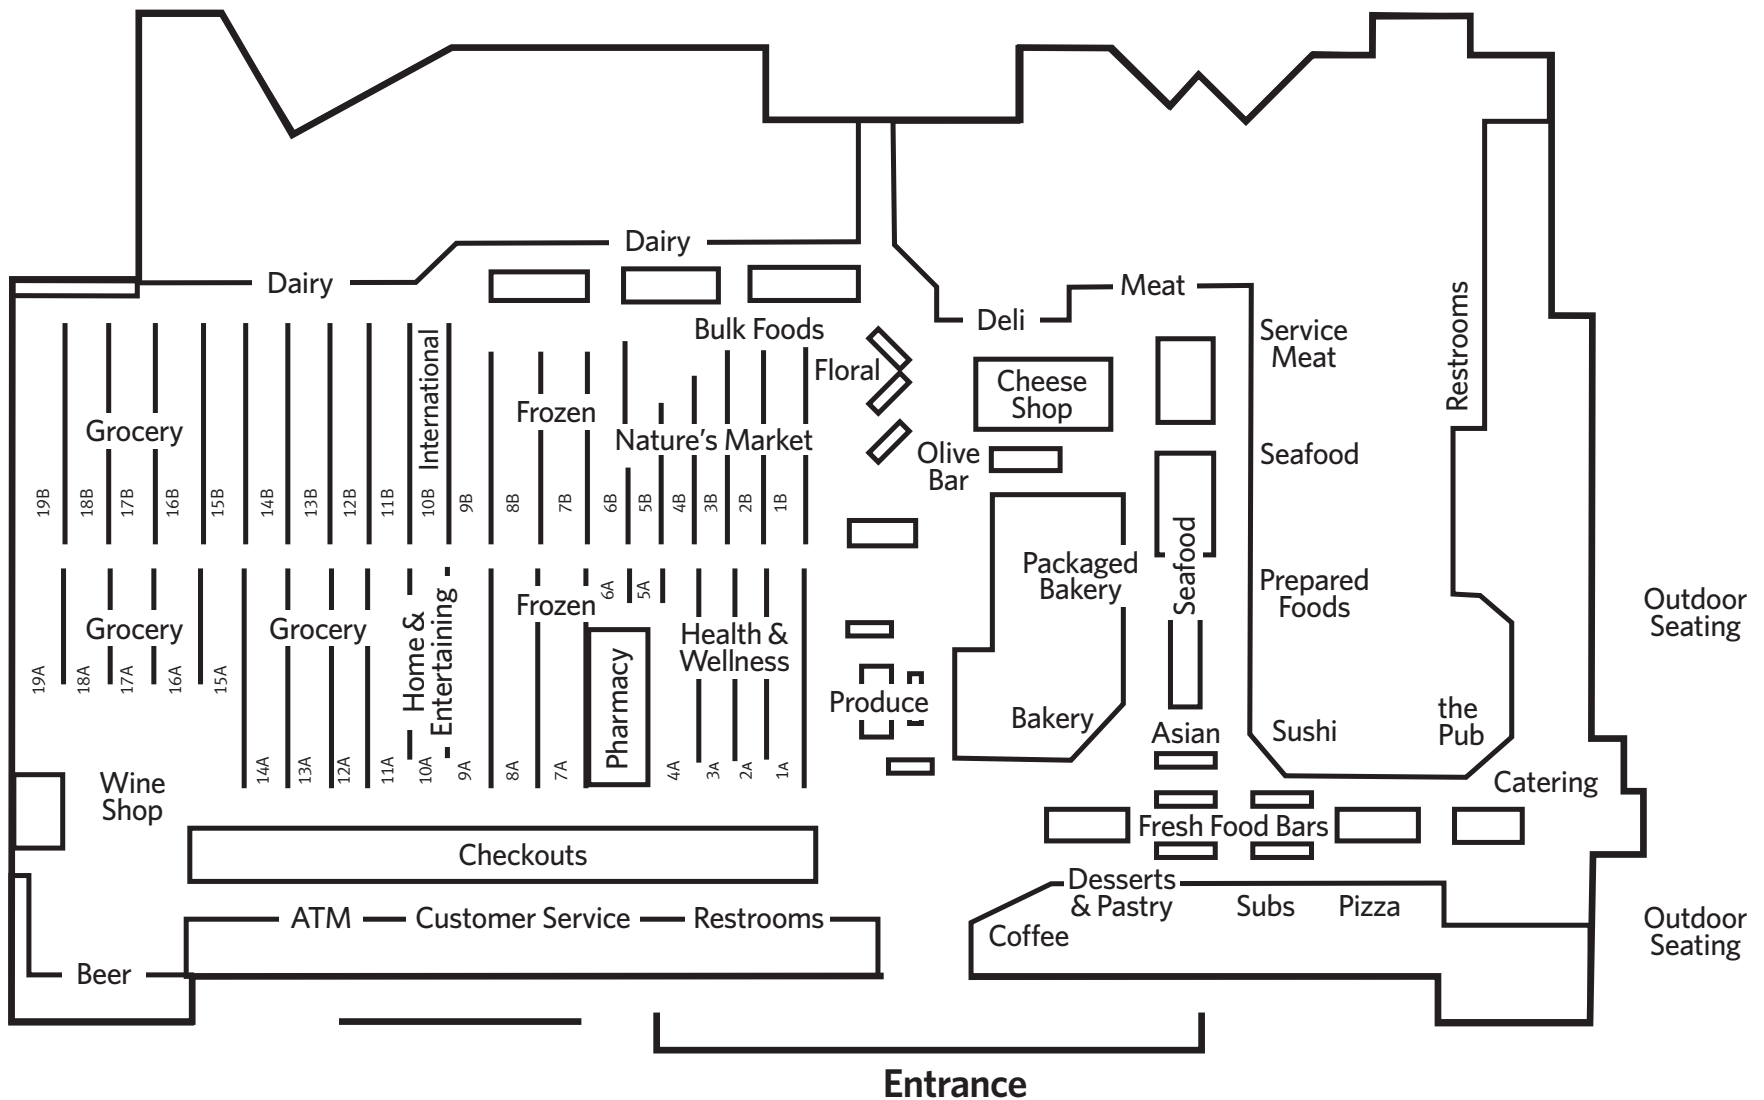 Dairy
Dairy
Meat
Deli
Bulk Foods
Floral
Service
Meat
Restrooms
Cheese
Shop
International
Frozen
Grocery
Nature's Market
Olive
Bar
Seafood
19B
18B
17B
16B
15B
14B
13B
12B
11B
10B
9B
8B
7B
6B
5B
4B
3B
2B
1B
Packaged
Bakery
Seafood
Prepared
Foods
Outdoor
Seating
6A
5A
Frozen
Grocery
Grocery
Home &
Entertaining
Health &
Wellness
Pharmacy
19A
18A
17A
16A
15A
Produce
Bakery
Asian
Sushi
the
Pub
14A
13A
12A
11A
10A
9A
8A
7A
4A
3A
2A
1A
Wine
Shop
Catering
Fresh Food Bars
Checkouts
Desserts
& Pastry
Subs
Pizza
ATM
Customer Service
Restrooms
Coffee
Outdoor
Seating
Beer
Entrance